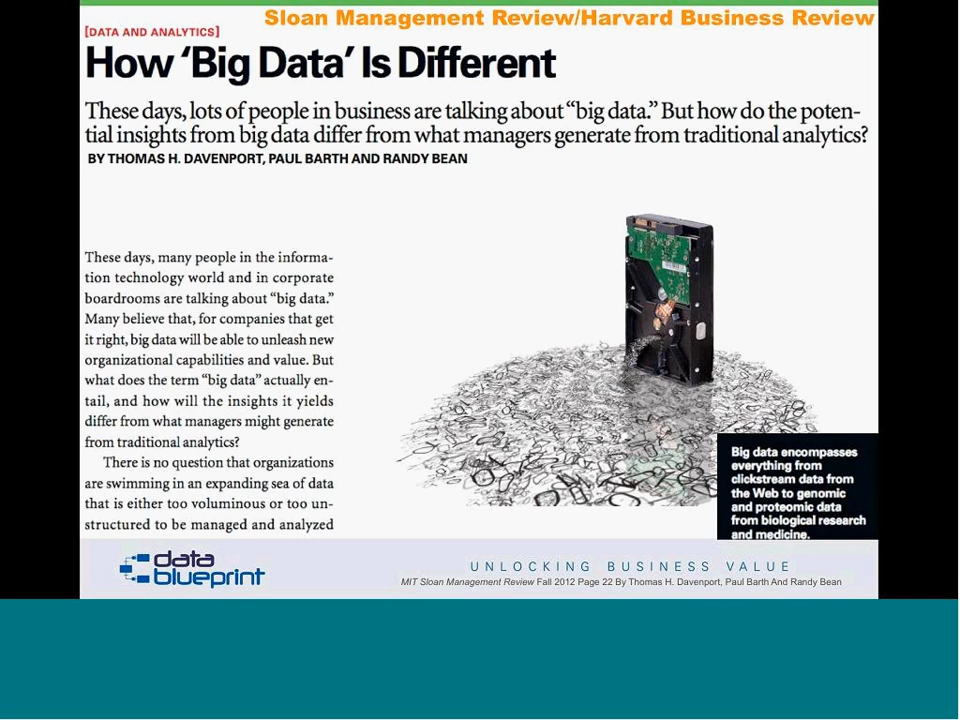 Sloan Management Review/Harvard Business Review
[DATA AND ANALYTICS]
How ‘Big Data’ Is Different
These days, lots of people in business are talking about “big data.” But how do the poten-
tial insights from big data differ from what managers generate from traditional analytics?
BY THOMAS H. DAVENPORT, PAUL BARTH AND RANDY BEAN
These days, many people in the informa-
tion technology world and in corporate
boardrooms are talking about “big data.”
Many believe that, for companies that get
it right, big data will be able to unleash new
organizational capabilities and value. But
what does the term “big data” actually en-
tail, and how will the insights it yields
differ from what managers might generate
from traditional analytics?
There is no question that organizations
are swimming in an expanding sea of data
that is either too voluminous or too un-
structured to be managed and analyzed
Big data encompasses
everything from
clickstream data from
the Web to genomic
and proteomic data
from biological research
and medicine.
data
blueprint
UNLOCKING BUSINESS VALUE
MIT Sloan Management Review Fall 2012 Page 22 By Thomas H. Davenport, Paul Barth And Randy Bean